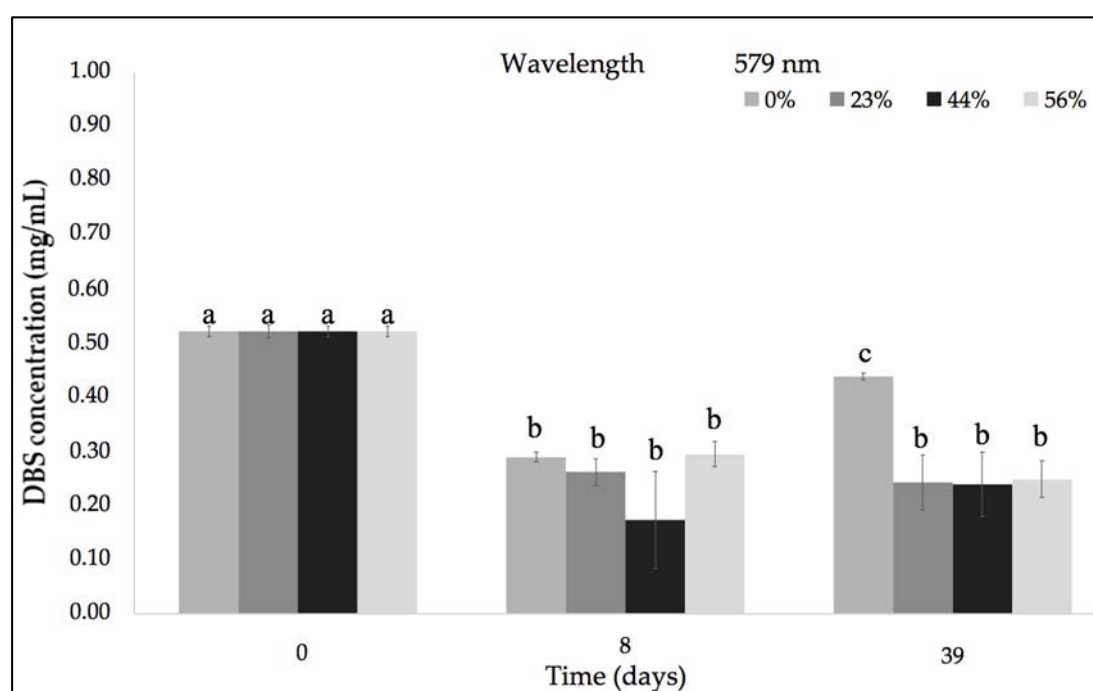 Wavelength 579 nm
0% 23% 44% 56%
1.00
0.90
0.80
0.70
0.60
0.50
0.40
0.30
0.20
0.10
0.00
DBS concentration (mg/mL)
a a a a
b b b b
c b b b
0 8 39
Time (days)